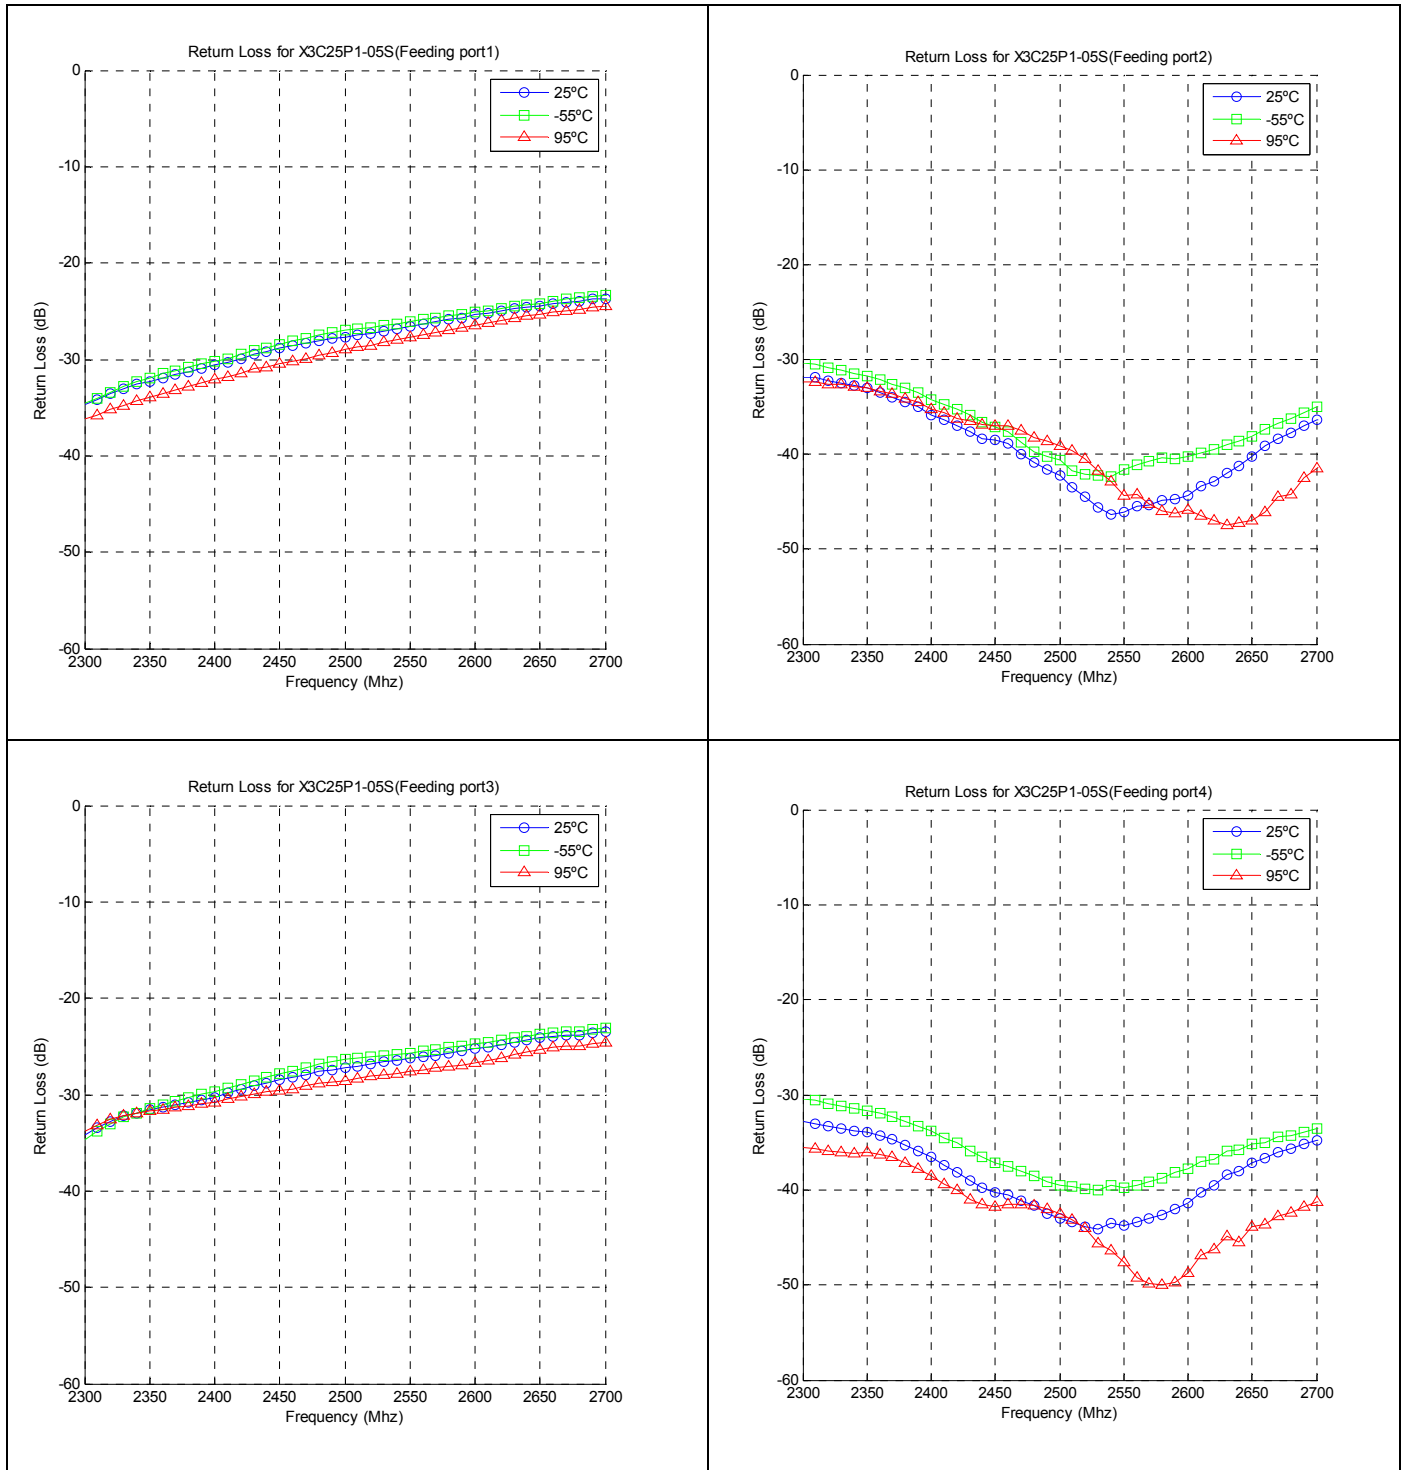 Return Loss for X3C25P1-05S(Feeding port1)
25ºC
-55ºC
95ºC
0
-10
-20
-30
-40
-50
-60
Return Loss (dB)
2300 2350 2400 2450 2500 2550 2600 2650 2700
Frequency (Mhz)
Return Loss for X3C25P1-05S(Feeding port2)
25ºC
-55ºC
95ºC
0
-10
-20
-30
-40
-50
-60
Return Loss (dB)
2300 2350 2400 2450 2500 2550 2600 2650 2700
Frequency (Mhz)
Return Loss for X3C25P1-05S(Feeding port3)
25ºC
-55ºC
95ºC
0
-10
-20
-30
-40
-50
-60
Return Loss (dB)
2300 2350 2400 2450 2500 2550 2600 2650 2700
Frequency (Mhz)
Return Loss for X3C25P1-05S(Feeding port4)
25ºC
-55ºC
95ºC
0
-10
-20
-30
-40
-50
-60
Return Loss (dB)
2300 2350 2400 2450 2500 2550 2600 2650 2700
Frequency (Mhz)